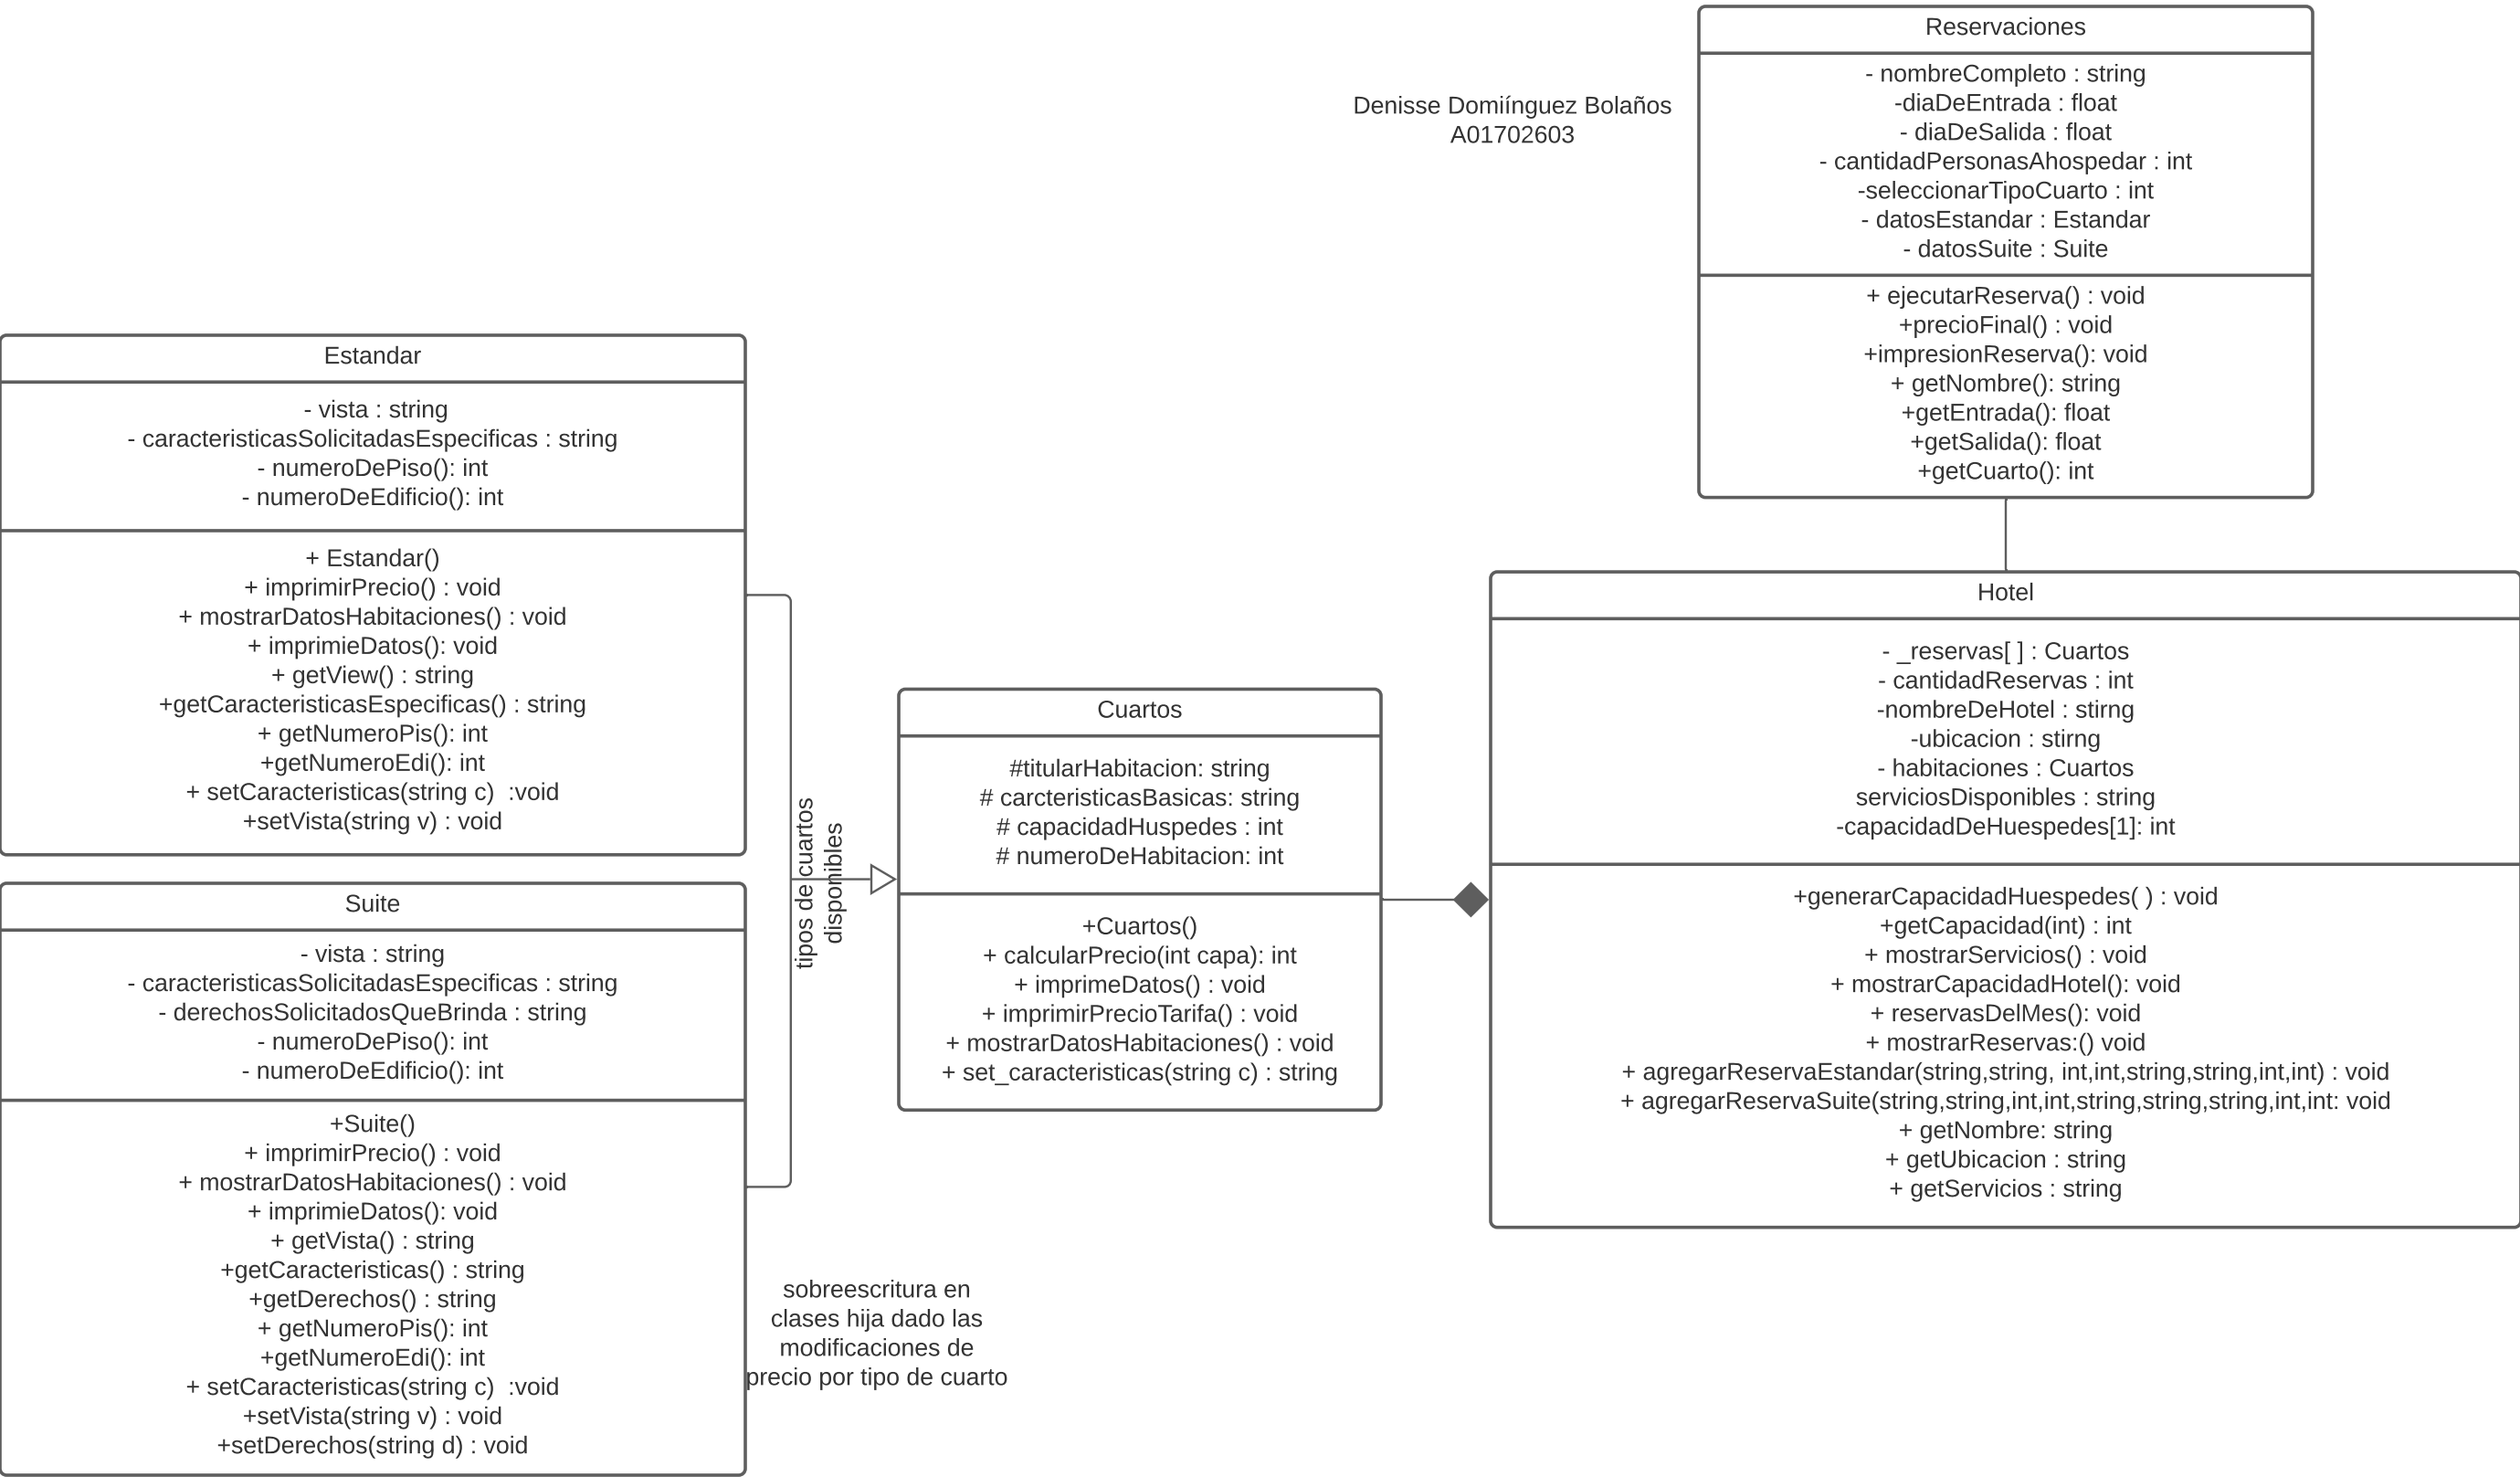 Reservaciones
- nombreCompleto : string
-diaDeEntrada : float
- diaDeSalida : float
- cantidadPersonasAhospedar : int
-seleccionarTipoCuarto : int
- datosEstandar : Estandar
- datosSuite : Suite
+ ejecutarReserva() : void
+precioFinal() : void
+impresionReserva(): void
+ getNombre(): string
+getEntrada(): float
+getSalida(): float
+getCuarto(): int
Denisse Domiínguez Bolaños
A01702603
Estandar
- vista : string
- caracteristicasSolicitadasEspecificas : string
- numeroDePiso(): int
- numeroDeEdificio(): int
+ Estandar()
+ imprimirPrecio() : void
+ mostrarDatosHabitaciones() : void
+ imprimieDatos(): void
+ getView() : string
+getCaracteristicasEspecificas() : string
+ getNumeroPis(): int
+getNumeroEdi(): int
+ setCaracteristicas(string c)  :void
+setVista(string v) : void
Suite
- vista : string
- caracteristicasSolicitadasEspecificas : string
- derechosSolicitadosQueBrinda : string
- numeroDePiso(): int
- numeroDeEdificio(): int
+Suite()
+ imprimirPrecio() : void
+ mostrarDatosHabitaciones() : void
+ imprimieDatos(): void
+ getVista() : string
+getCaracteristicas() : string
+getDerechos() : string
+ getNumeroPis(): int
+getNumeroEdi(): int
+ setCaracteristicas(string c)  :void
+setVista(string v) : void
+setDerechos(string d) : void
tipos de cuartos
disponibles
sobreescritura en
clases hija dado las
modificaciones de
precio por tipo de cuarto
Cuartos
#titularHabitacion: string
# carcteristicasBasicas: string
# capacidadHuspedes : int
# numeroDeHabitacion: int
+Cuartos()
+ calcularPrecio(int capa): int
+ imprimeDatos() : void
+ imprimirPrecioTarifa() : void
+ mostrarDatosHabitaciones() : void
+ set_caracteristicas(string c) : string
Hotel
- _reservas[ ] : Cuartos
- cantidadReservas : int
-nombreDeHotel : stirng
-ubicacion : stirng
- habitaciones : Cuartos
serviciosDisponibles : string
-capacidadDeHuespedes[1]: int
+generarCapacidadHuespedes( ) : void
+getCapacidad(int) : int
+ mostrarServicios() : void
+ mostrarCapacidadHotel(): void
+ reservasDelMes(): void
+ mostrarReservas:() void
+ agregarReservaEstandar(string,string, int,int,string,string,int,int) : void
+ agregarReservaSuite(string,string,int,int,string,string,string,int,int: void
+ getNombre: string
+ getUbicacion : string
+ getServicios : string